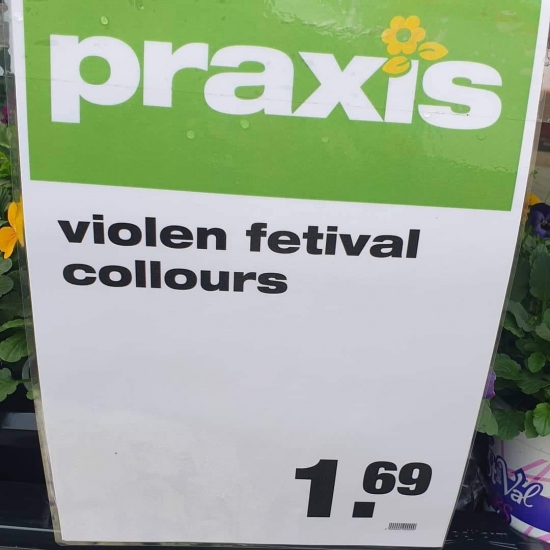 praxis
violen fetival
collours
1.69